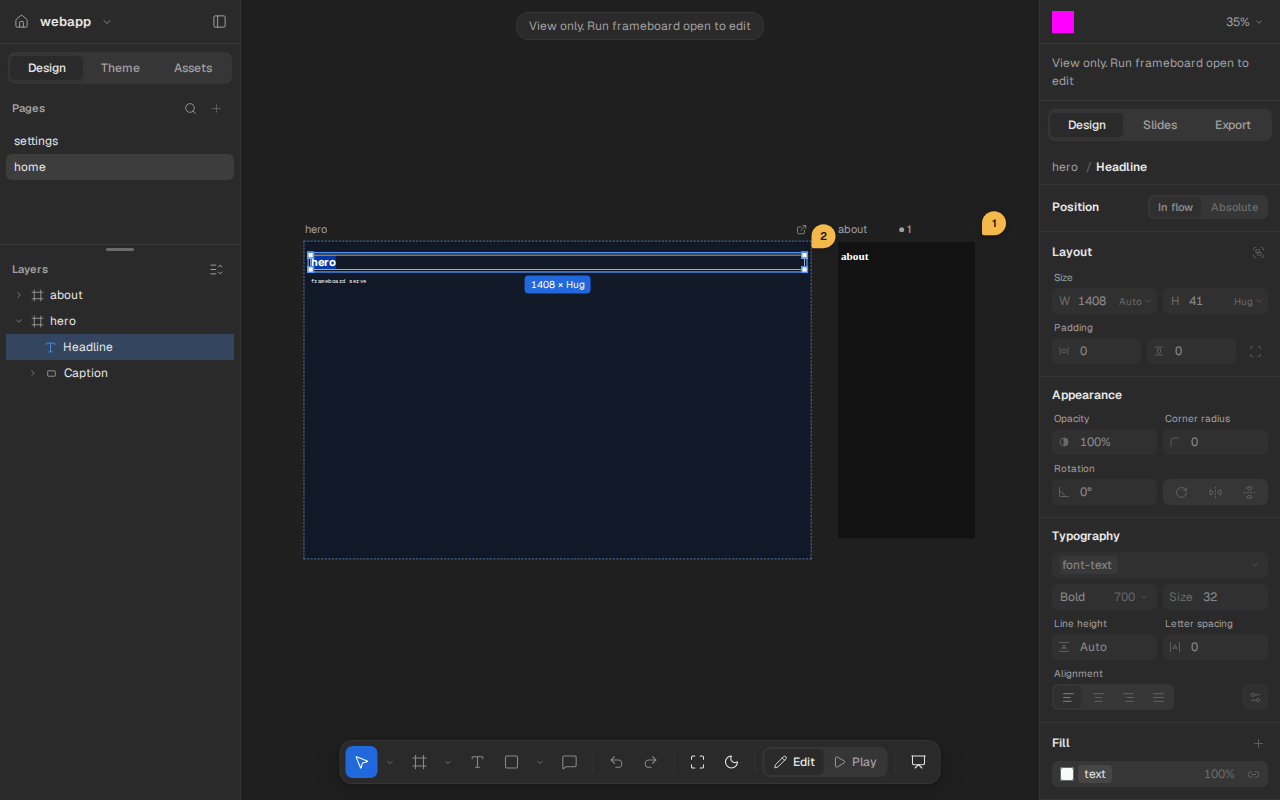 webapp
View only. Run frameboard open to edit
35%
Design
Theme
Assets
View only. Run frameboard open to
edit
Pages
Design
Slides
Export
settings
home
hero / Headline
Position
In flow
Absolute
hero
2
about
1
1
Layout
hero
about
Layers
Size
frameboard serve
1408 × Hug
about
W 1408 Auto
H 41 Hug
hero
Padding
Headline
0
0
Caption
Appearance
Opacity
Corner radius
100%
0
Rotation
0°
Typography
font-text
Bold 700
Size 32
Line height
Letter spacing
Auto
0
Alignment
Fill
Edit
Play
text
100%